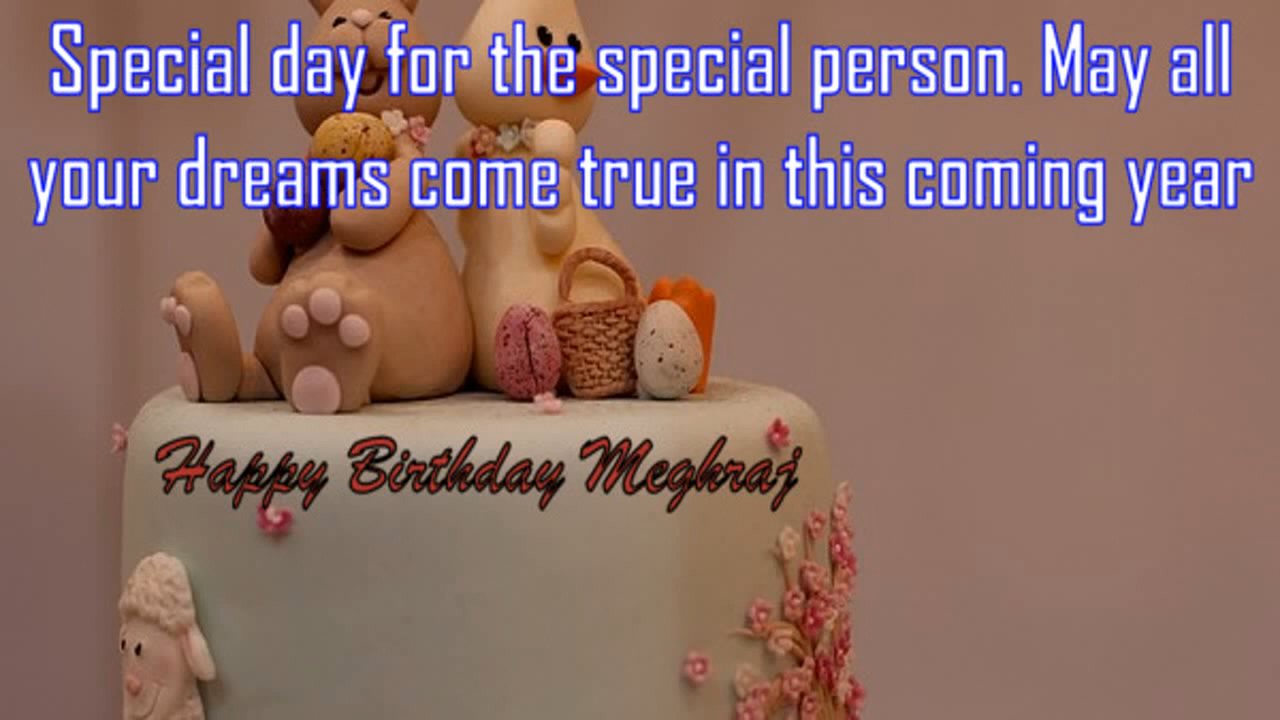 Special day for the special person. May all
your dreams come true in this coming year
Happy Birthday Meghraj